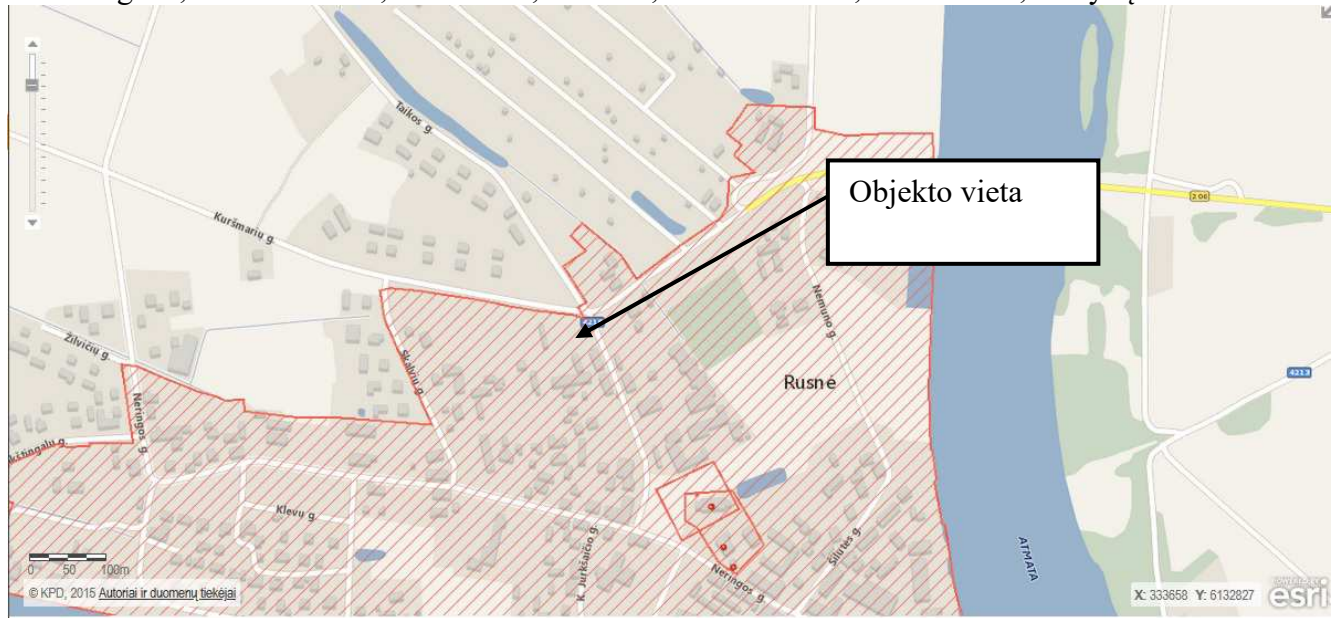 Taikos g.
Objekto vieta
206
Kuršmarių g.
Nemuno g.
Žilvičių g.
Skalvių g.
Rusnė
4213
Neringos g.
Klevų g.
Šilutės g.
K. Jurkšaičio g.
Neringos g.
ATMATA
0 50 100m
© KPD, 2015 Autoriai ir duomenų tiekėjai
X: 333658 Y: 6132827
esri